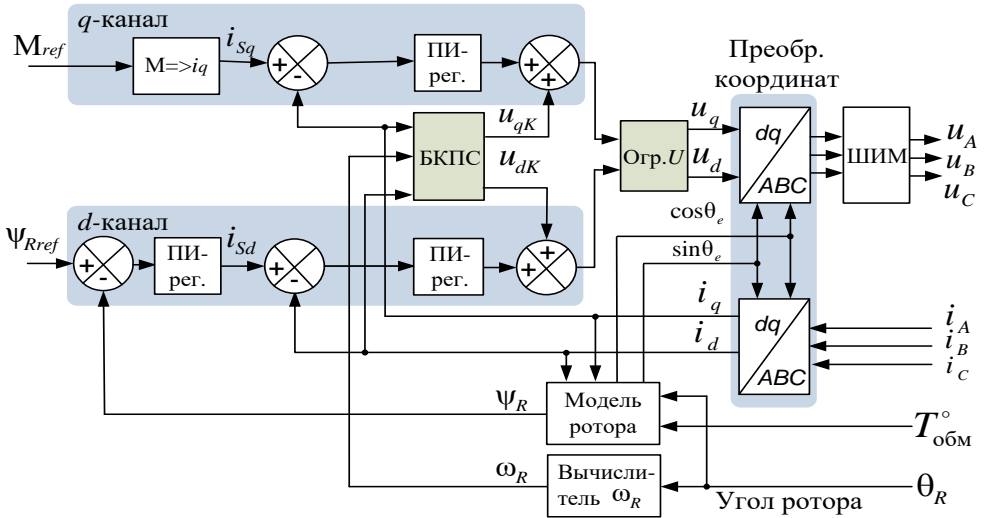 q-канал
M_ref
M=>iq
i_Sq
+
-
ПИ-
рег.
+
+
Преобр.
координат
u_qK
БКПС
u_dK
Огр.U
u_q
u_d
dq
ABC
ШИМ
u_A
u_B
u_C
cosθ_e
sinθ_e
d-канал
Ψ_Rref
+
-
ПИ-
рег.
i_Sd
+
-
ПИ-
рег.
+
+
i_q
i_d
dq
ABC
i_A
i_B
i_C
Ψ_R
Модель
ротора
T°_обм
ω_R
Вычисли-
тель ω_R
Угол ротора
θ_R